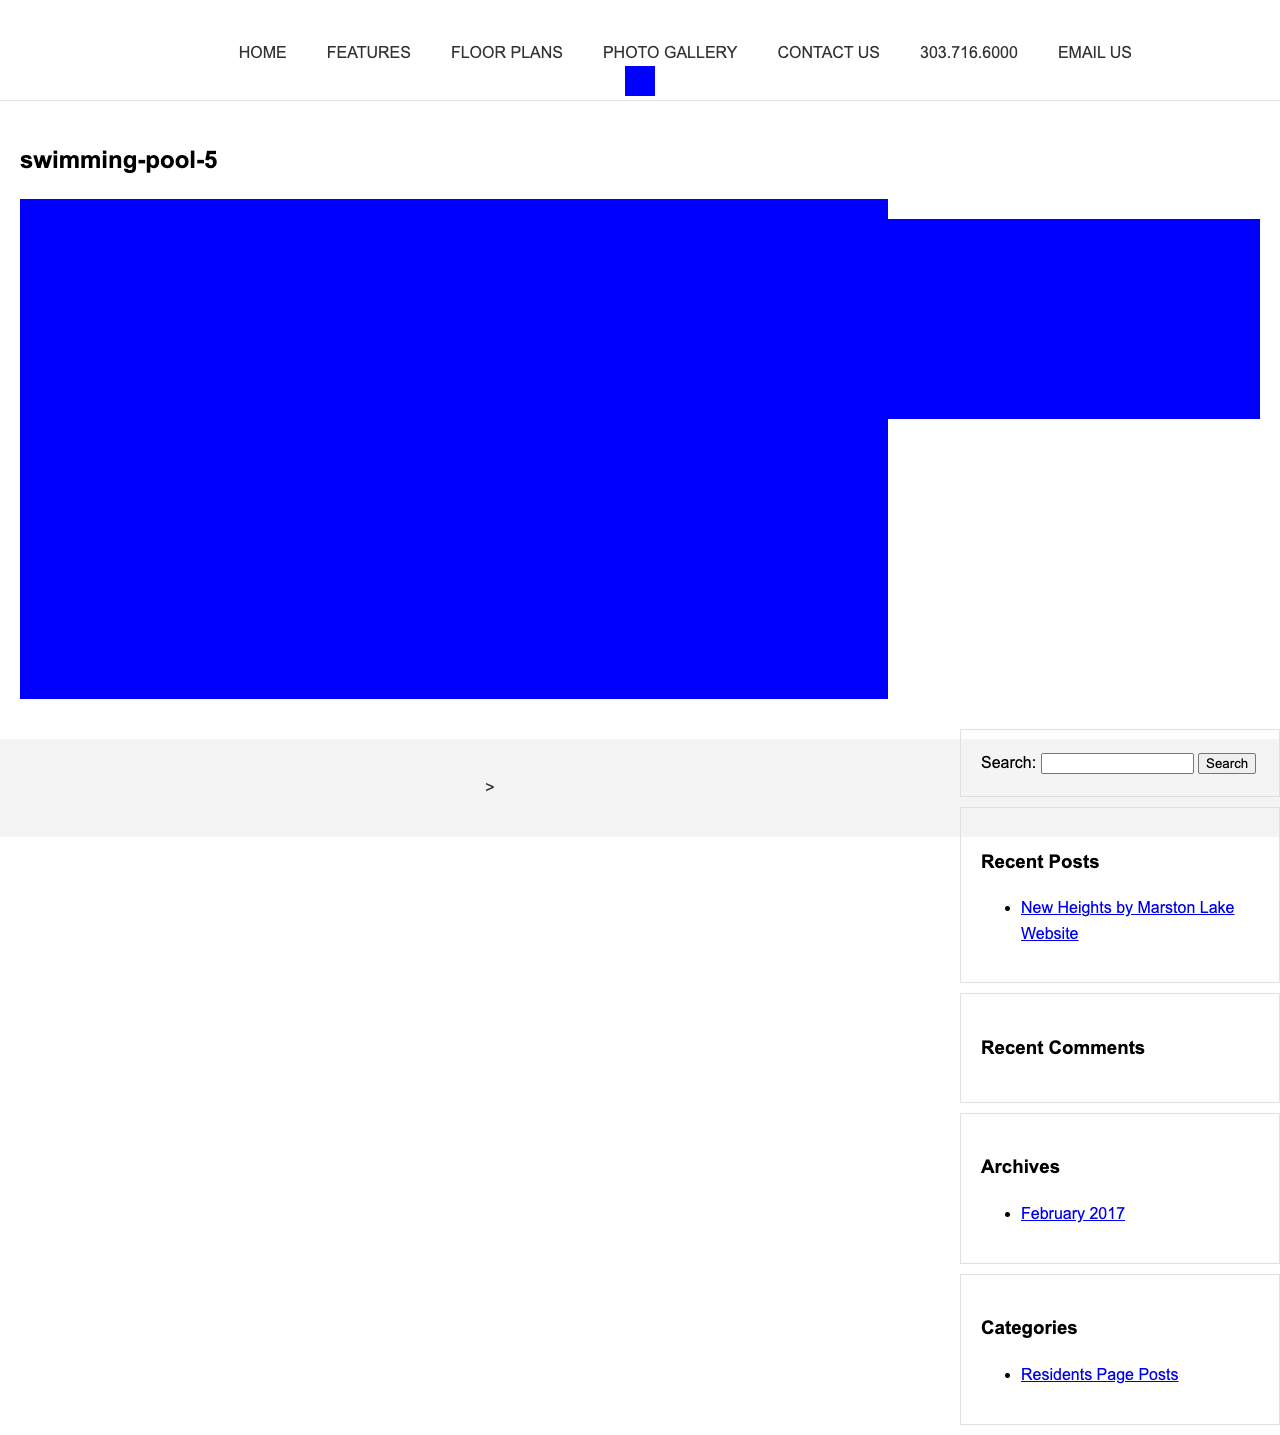 HOME FEATURES FLOOR PLANS PHOTO GALLERY CONTACT US 303.716.6000 EMAIL US
swimming-pool-5
Search: Search
>
Recent Posts
New Heights by Marston Lake
Website
Recent Comments
Archives
February 2017
Categories
Residents Page Posts